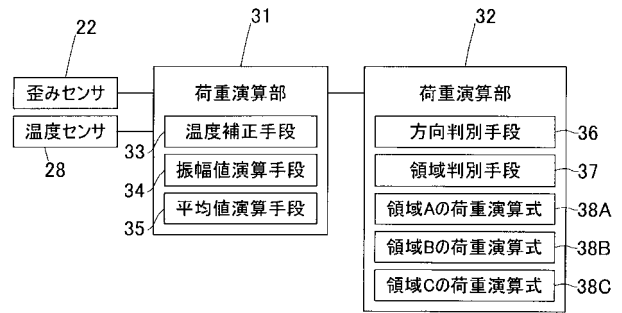 22
31
32
歪みセンサ
温度センサ
28
荷重演算部
33
温度補正手段
34
振幅値演算手段
35
平均値演算手段
荷重演算部
方向判別手段
36
領域判別手段
37
領域Aの荷重演算式
38A
領域Bの荷重演算式
38B
領域Cの荷重演算式
38C